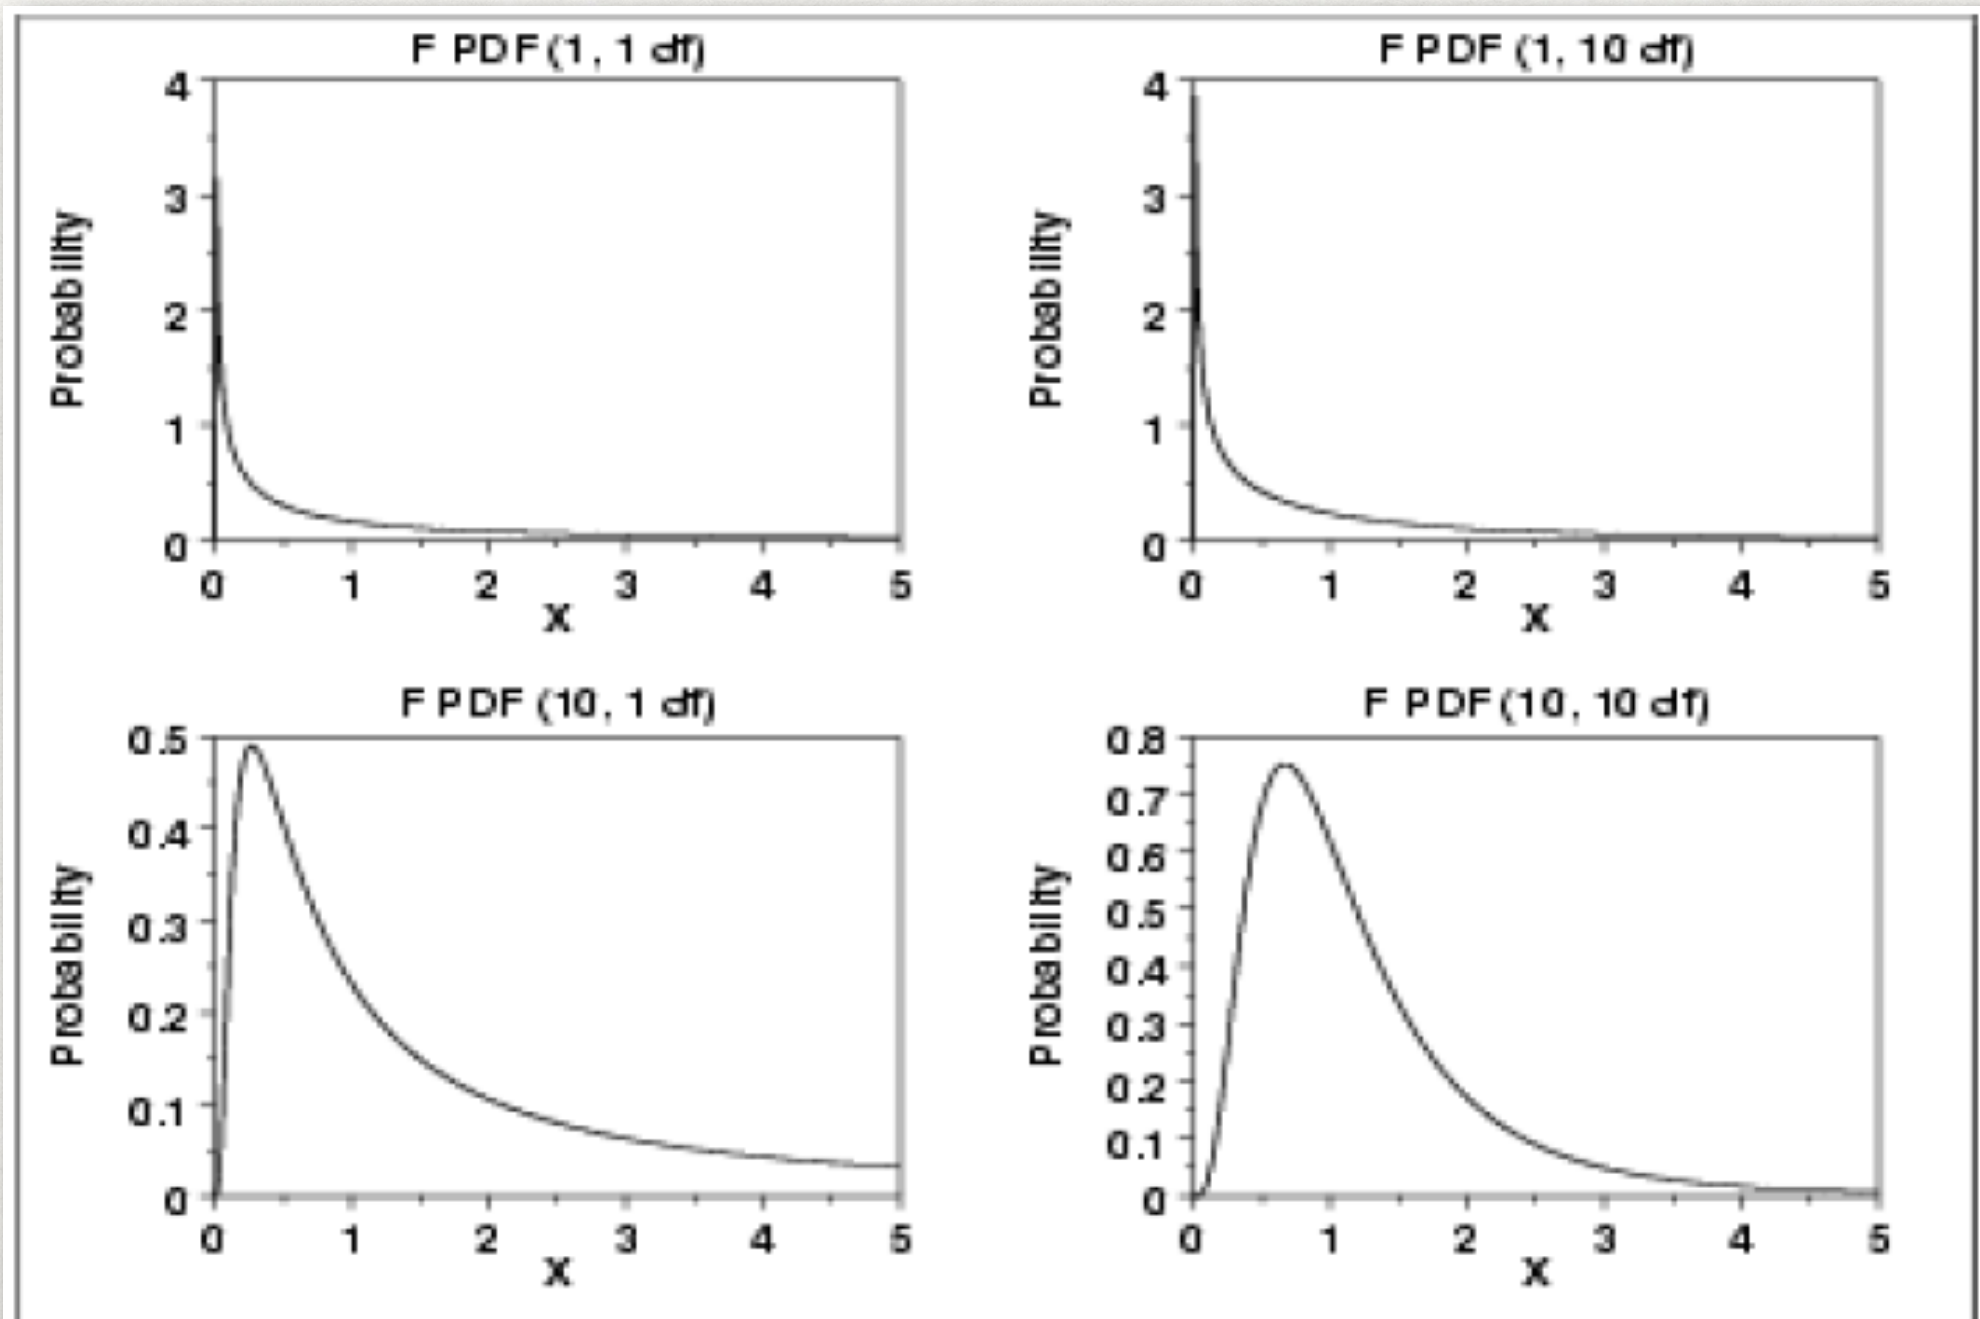 F PDF (1, 1 df)
4
3
2
1
0
Probability
0 1 2 3 4 5
X
F PDF (1, 10 df)
4
3
2
1
0
Probability
0 1 2 3 4 5
X
F PDF (10, 1 df)
0.5
0.4
0.3
0.2
0.1
0
Probability
0 1 2 3 4 5
X
F PDF (10, 10 df)
0.8
0.7
0.6
0.5
0.4
0.3
0.2
0.1
0
Probability
0 1 2 3 4 5
X